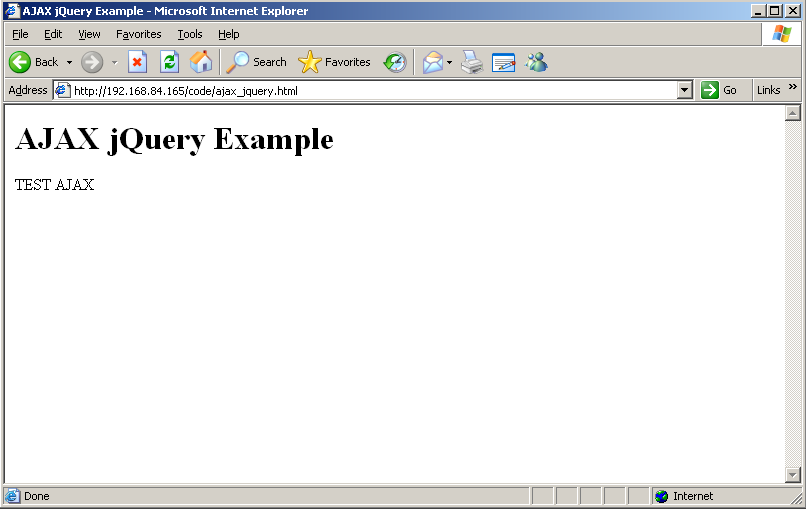 AJAX jQuery Example - Microsoft Internet Explorer
File Edit View Favorites Tools Help
Back Search Favorites
Address http://192.168.84.165/code/ajax_jquery.html Go Links »
AJAX jQuery Example
TEST AJAX
Done Internet